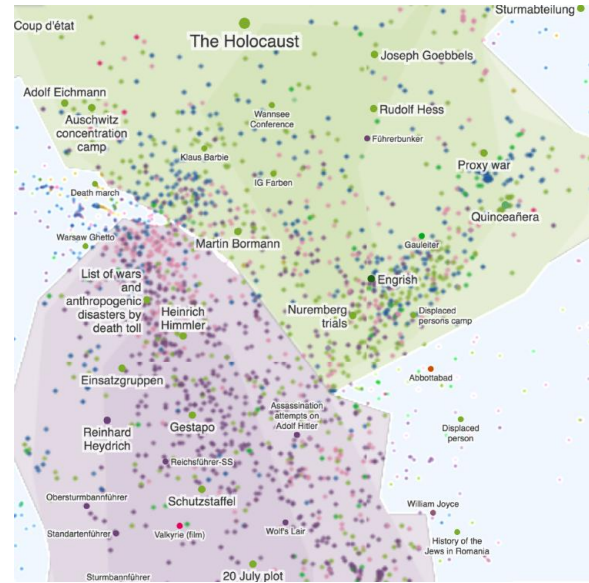 Sturmabteilung
Coup d'état
The Holocaust
Joseph Goebbels
Adolf Eichmann
Auschwitz
concentration
camp
Wannsee
Conference
Rudolf Hess
Führerbunker
Klaus Barbie
Proxy war
IG Farben
Death march
Quinceañera
Warsaw Ghetto
Martin Bormann
Gauleiter
List of wars
and
anthropogenic
disasters by
death toll
Engrish
Heinrich
Himmler
Nuremberg
trials
Displaced
persons camp
Einsatzgruppen
Abbottabad
Reinhard
Heydrich
Gestapo
Assassination
attempts on
Adolf Hitler
Displaced
person
Reichsführer-SS
Schutzstaffel
Obersturmbannführer
William Joyce
Standartenführer
Valkyrie (film)
Wolf's Lair
History of the
Jews in Romania
Sturmbannführer
20 July plot